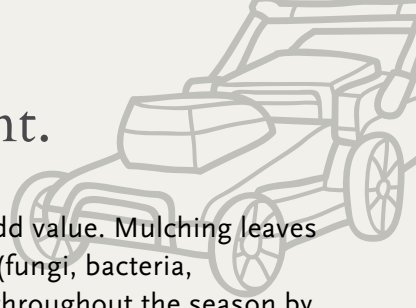 nt.
dd value. Mulching leaves
(fungi, bacteria,
hroughout the season by